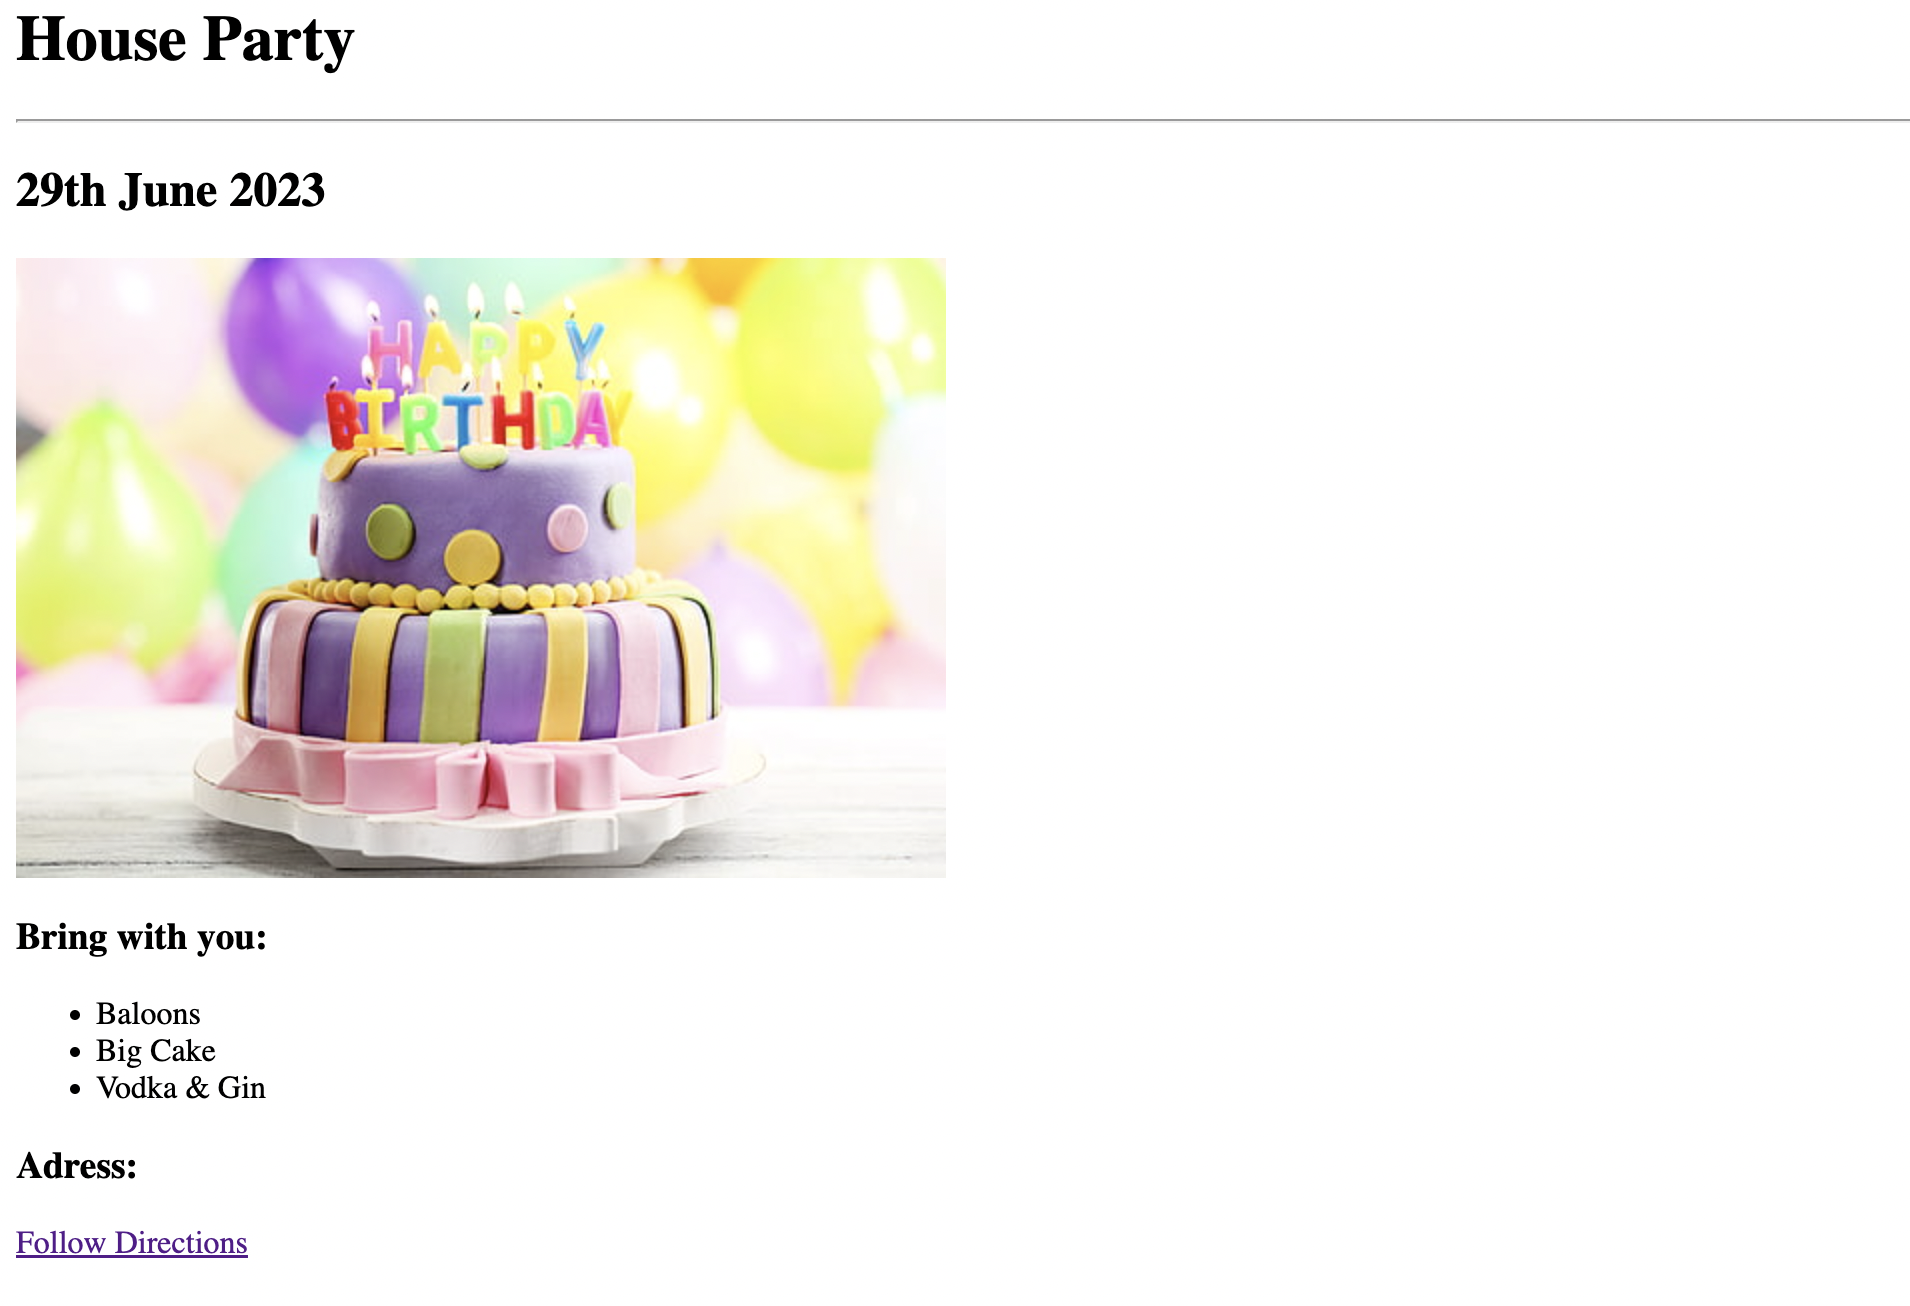 House Party
29th June 2023
HAPPY
BIRTHDAY
Bring with you:
Baloons
Big Cake
Vodka & Gin
Adress:
Follow Directions